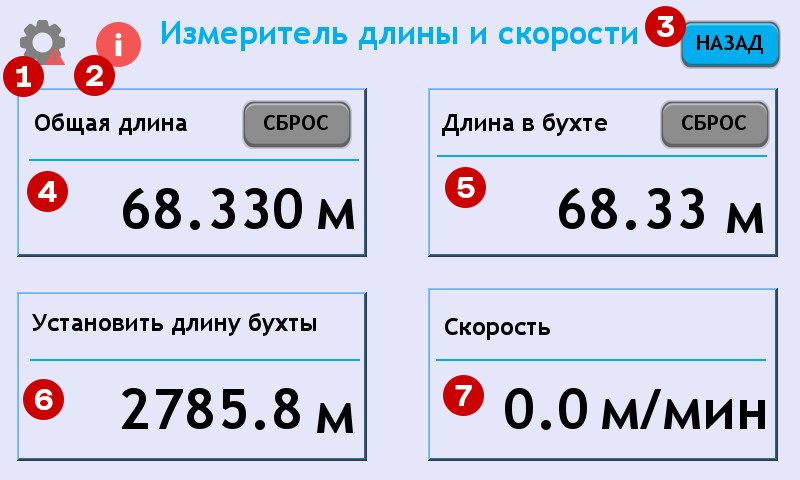 Измеритель длины и скорости
3
НАЗАД
i
1
2
Общая длина
СБРОС
Длина в бухте
СБРОС
4
68.330 м
5
68.33 м
Установить длину бухты
Скорость
6
2785.8 м
7
0.0 м/мин